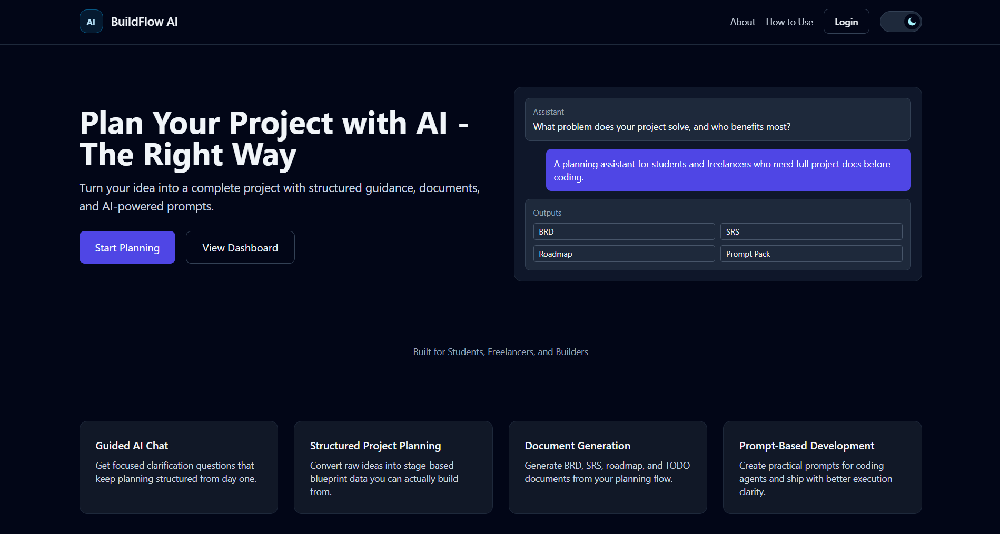 AI
BuildFlow AI
About
How to Use
Login
Plan Your Project with AI -
The Right Way
Turn your idea into a complete project with structured guidance, documents,
and AI-powered prompts.
Start Planning
View Dashboard
Assistant
What problem does your project solve, and who benefits most?
A planning assistant for students and freelancers who need full project docs before
coding.
Outputs
BRD
SRS
Roadmap
Prompt Pack
Built for Students, Freelancers, and Builders
Guided AI Chat
Get focused clarification questions that
keep planning structured from day one.
Structured Project Planning
Convert raw ideas into stage-based
blueprint data you can actually build
from.
Document Generation
Generate BRD, SRS, roadmap, and TODO
documents from your planning flow.
Prompt-Based Development
Create practical prompts for coding
agents and ship with better execution
clarity.